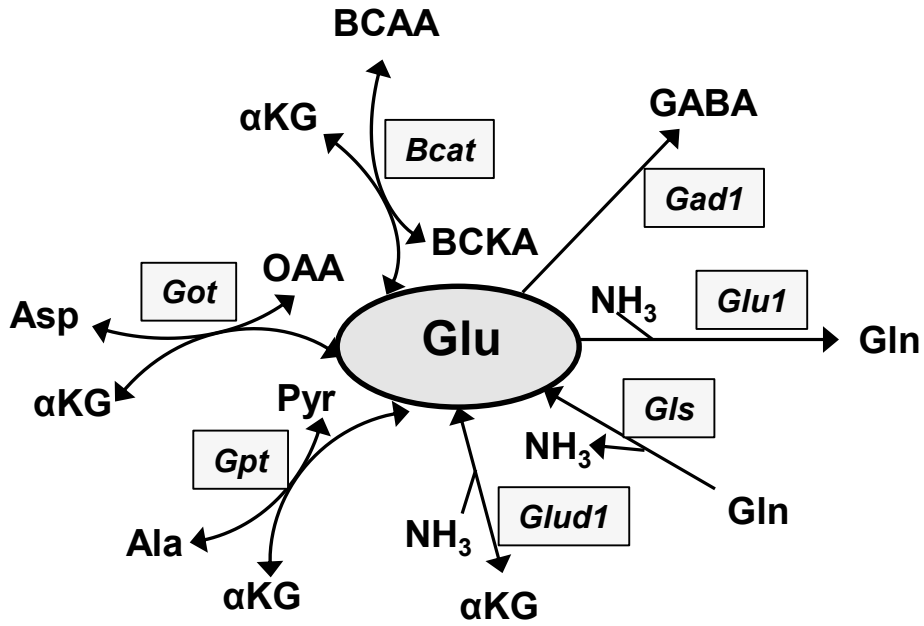 BCAA
αKG
GABA
Bcat
Gad1
BCKA
OAA
Got
NH₃
Glu1
Asp
Glu
Gln
αKG
Pyr
Gls
NH₃
Gpt
Gln
Glud1
NH₃
Ala
αKG
αKG